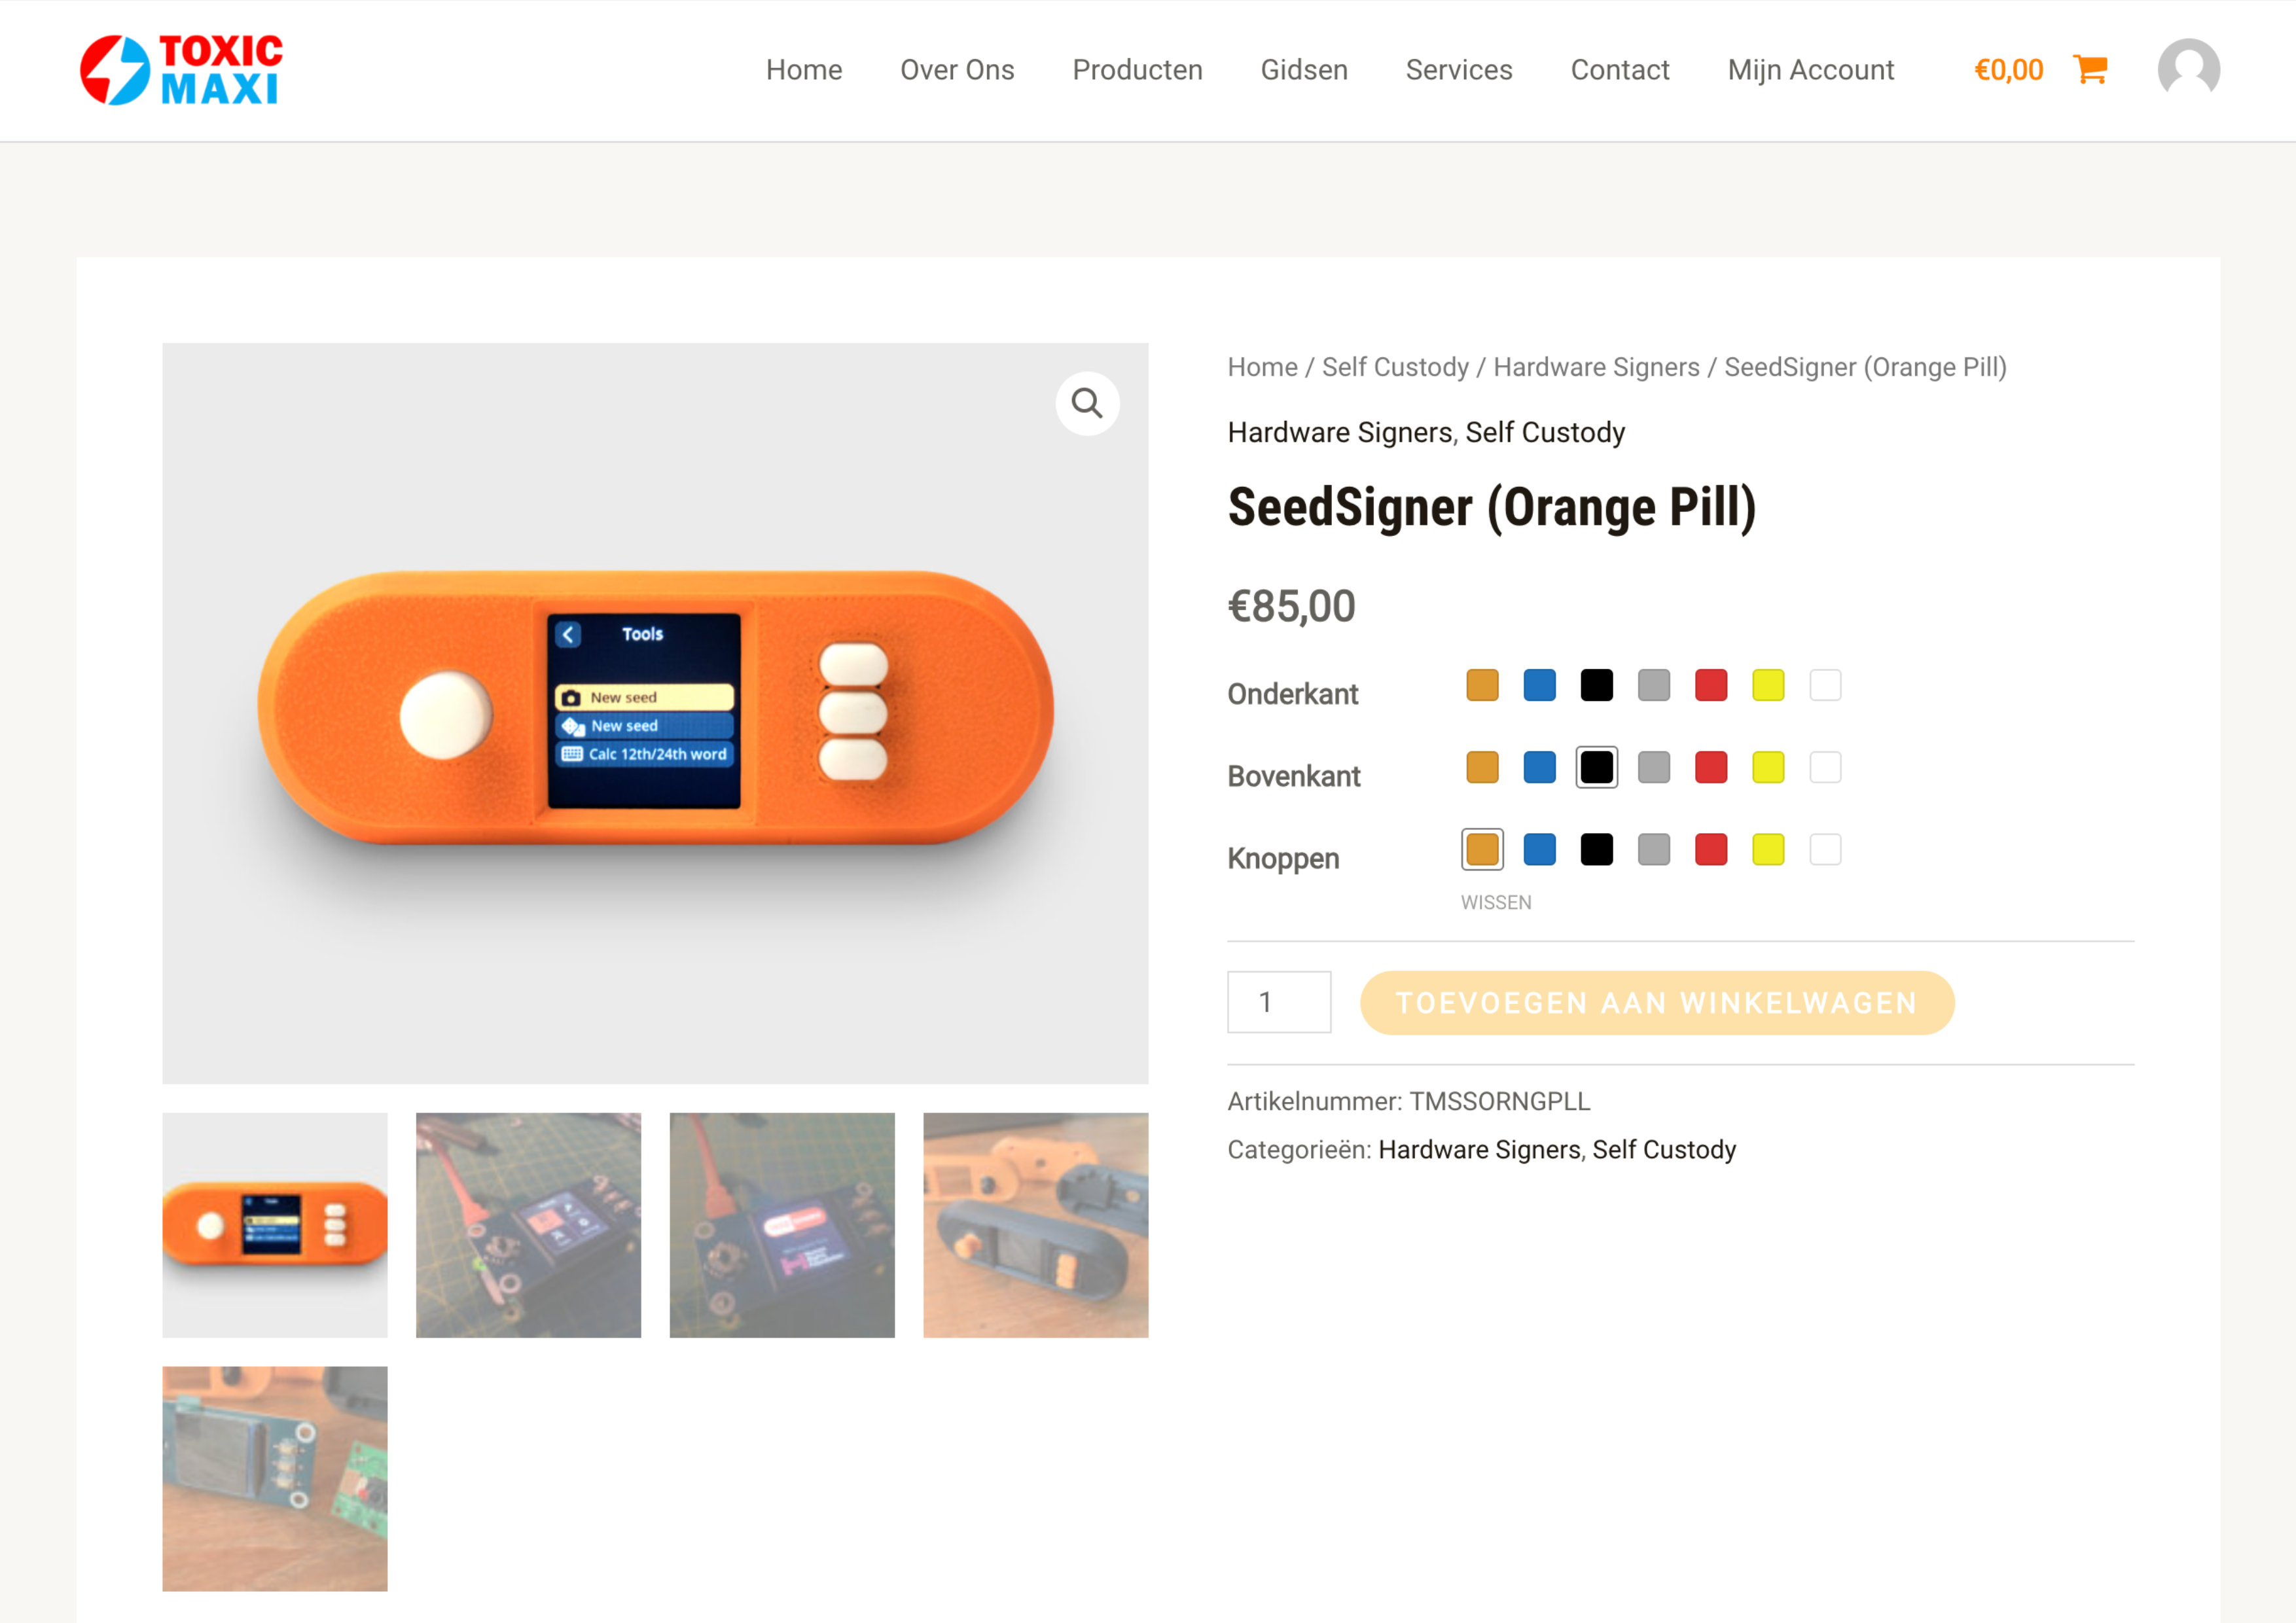 TOXIC
MAXI
Home Over Ons Producten Gidsen Services Contact Mijn Account €0,00
Home / Self Custody / Hardware Signers / SeedSigner (Orange Pill)
Hardware Signers, Self Custody
SeedSigner (Orange Pill)
€85,00
Onderkant
Bovenkant
Knoppen
WISSEN
1 TOEVOEGEN AAN WINKELWAGEN
Artikelnummer: TMSSORNGPLL
Categorieën: Hardware Signers, Self Custody
Tools
New seed
New seed
Calc 12th/24th word